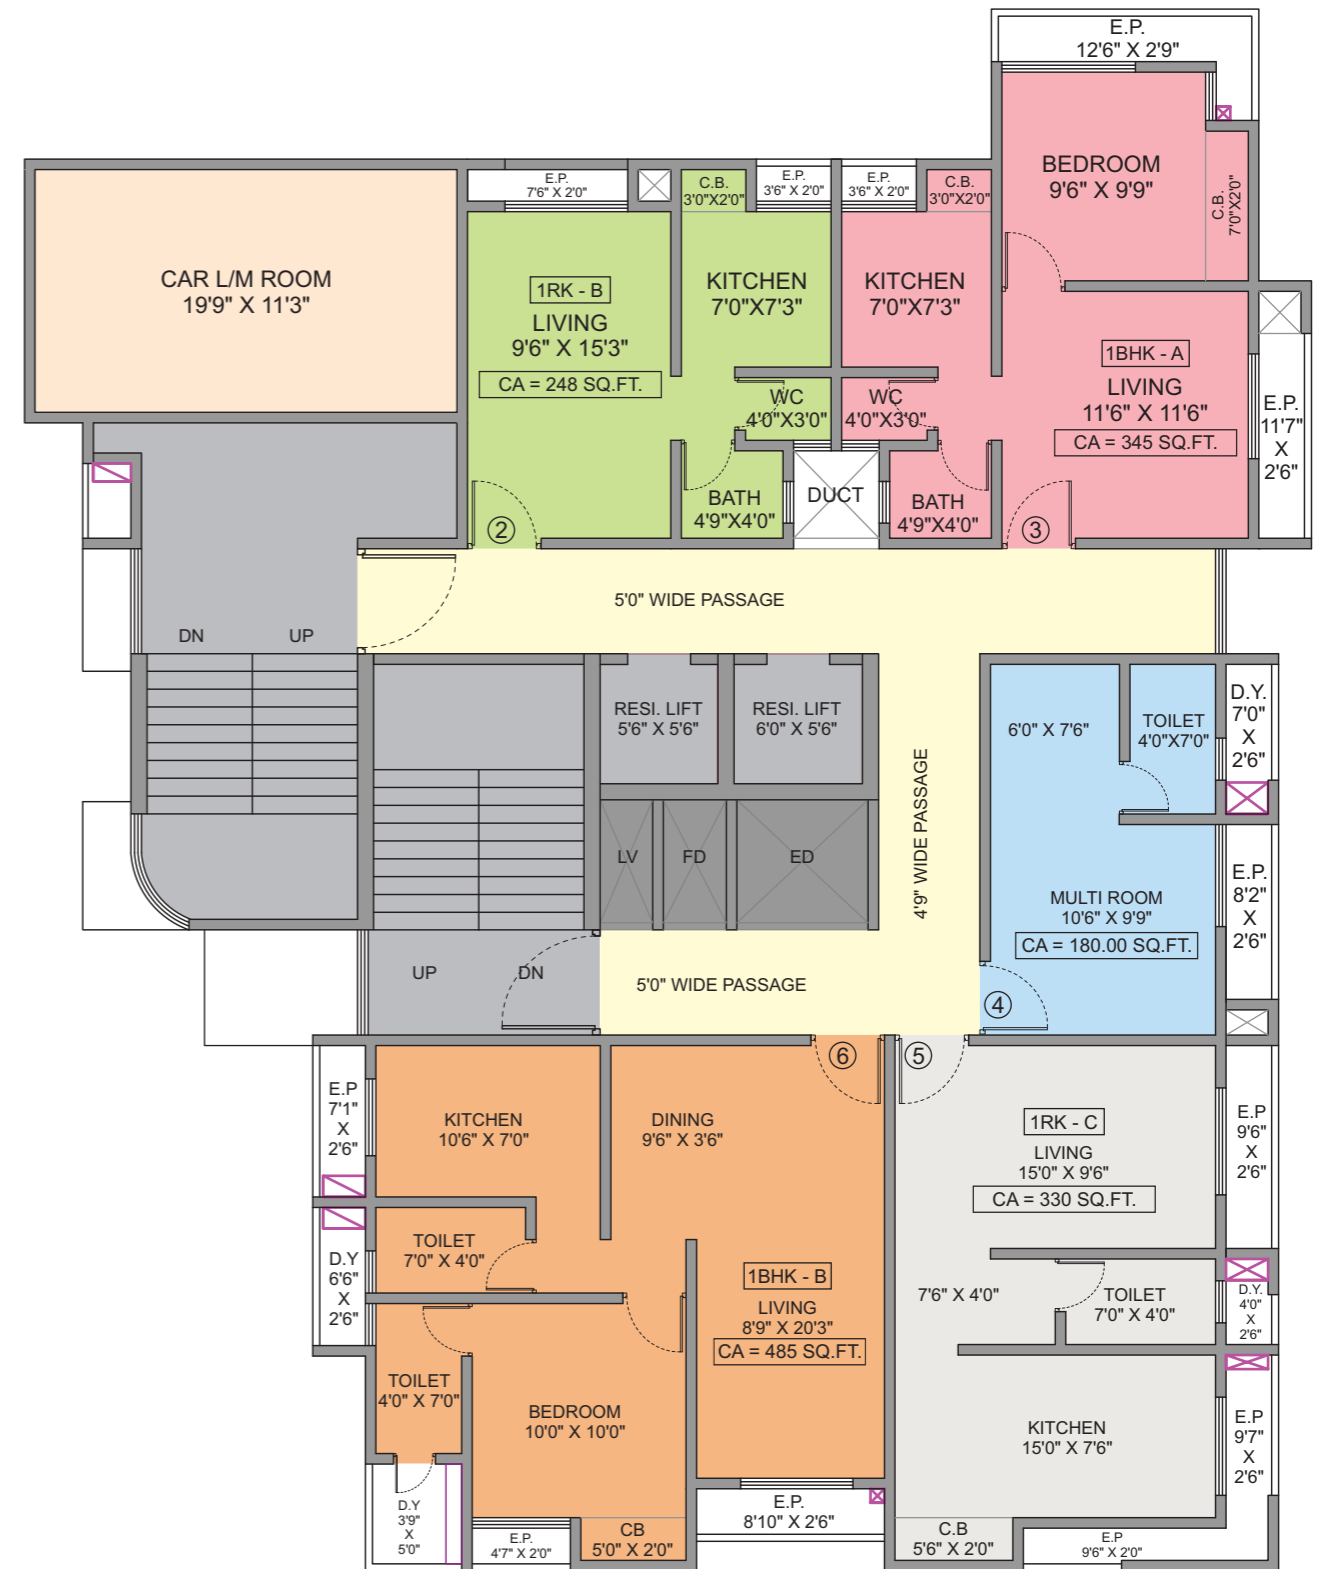 E.P.
12'6" X 2'9"
BEDROOM
9'6" X 9'9"
C.B.
7'0"X2'0"
E.P.
7'6" X 2'0"
C.B.
3'0"X2'0"
E.P.
3'6" X 2'0"
E.P.
3'6" X 2'0"
C.B.
3'0"X2'0"
CAR L/M ROOM
19'9" X 11'3"
1RK - B
LIVING
9'6" X 15'3"
CA = 248 SQ.FT.
KITCHEN
7'0"X7'3"
KITCHEN
7'0"X7'3"
1BHK - A
LIVING
11'6" X 11'6"
CA = 345 SQ.FT.
E.P.
11'7"
X
2'6"
WC
4'0"X3'0"
WC
4'0"X3'0"
BATH
4'9"X4'0"
DUCT
BATH
4'9"X4'0"
2
3
5'0" WIDE PASSAGE
DN
UP
RESI. LIFT
5'6" X 5'6"
RESI. LIFT
6'0" X 5'6"
6'0" X 7'6"
TOILET
4'0"X7'0"
D.Y.
7'0"
X
2'6"
4'9" WIDE PASSAGE
LV
FD
ED
MULTI ROOM
10'6" X 9'9"
CA = 180.00 SQ.FT.
E.P.
8'2"
X
2'6"
UP
DN
5'0" WIDE PASSAGE
4
6
5
E.P
7'1"
X
2'6"
KITCHEN
10'6" X 7'0"
DINING
9'6" X 3'6"
1RK - C
LIVING
15'0" X 9'6"
CA = 330 SQ.FT.
E.P
9'6"
X
2'6"
TOILET
7'0" X 4'0"
D.Y
6'6"
X
2'6"
1BHK - B
LIVING
8'9" X 20'3"
CA = 485 SQ.FT.
7'6" X 4'0"
TOILET
7'0" X 4'0"
D.Y.
4'0"
X
2'6"
TOILET
4'0" X 7'0"
BEDROOM
10'0" X 10'0"
KITCHEN
15'0" X 7'6"
E.P
9'7"
X
2'6"
D.Y
3'9"
X
5'0"
E.P.
4'7" X 2'0"
CB
5'0" X 2'0"
E.P.
8'10" X 2'6"
C.B
5'6" X 2'0"
E.P
9'6" X 2'0"